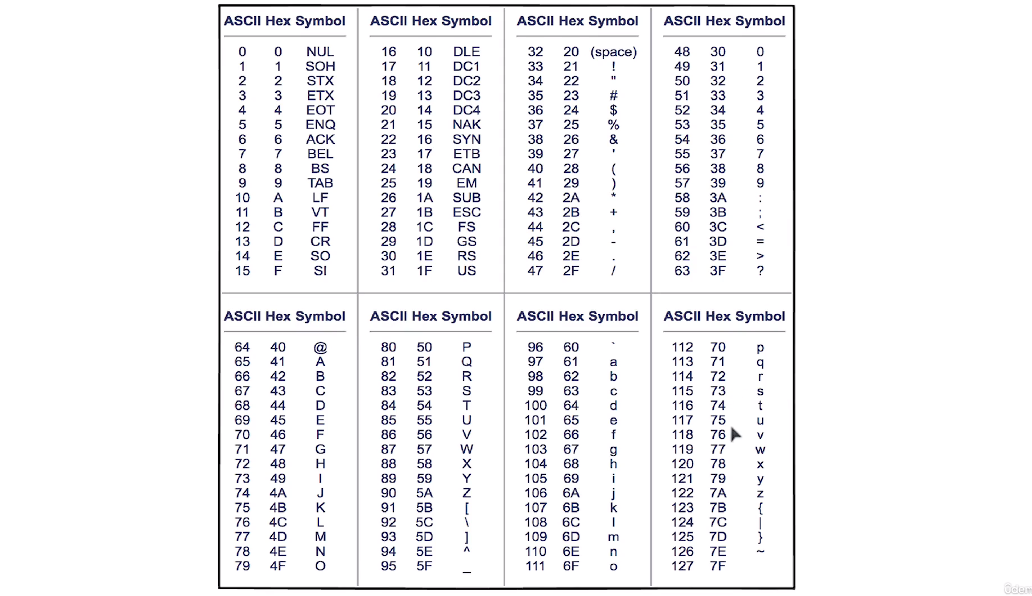 ASCII Hex Symbol
0 0 NUL
1 1 SOH
2 2 STX
3 3 ETX
4 4 EOT
5 5 ENQ
6 6 ACK
7 7 BEL
8 8 BS
9 9 TAB
10 A LF
11 B VT
12 C FF
13 D CR
14 E SO
15 F SI
ASCII Hex Symbol
16 10 DLE
17 11 DC1
18 12 DC2
19 13 DC3
20 14 DC4
21 15 NAK
22 16 SYN
23 17 ETB
24 18 CAN
25 19 EM
26 1A SUB
27 1B ESC
28 1C FS
29 1D GS
30 1E RS
31 1F US
ASCII Hex Symbol
32 20 (space)
33 21 !
34 22 "
35 23 #
36 24 $
37 25 %
38 26 &
39 27 '
40 28 (
41 29 )
42 2A *
43 2B +
44 2C ,
45 2D -
46 2E .
47 2F /
ASCII Hex Symbol
48 30 0
49 31 1
50 32 2
51 33 3
52 34 4
53 35 5
54 36 6
55 37 7
56 38 8
57 39 9
58 3A :
59 3B ;
60 3C <
61 3D =
62 3E >
63 3F ?
ASCII Hex Symbol
64 40 @
65 41 A
66 42 B
67 43 C
68 44 D
69 45 E
70 46 F
71 47 G
72 48 H
73 49 I
74 4A J
75 4B K
76 4C L
77 4D M
78 4E N
79 4F O
ASCII Hex Symbol
80 50 P
81 51 Q
82 52 R
83 53 S
84 54 T
85 55 U
86 56 V
87 57 W
88 58 X
89 59 Y
90 5A Z
91 5B [
92 5C \
93 5D ]
94 5E ^
95 5F _
ASCII Hex Symbol
96 60 `
97 61 a
98 62 b
99 63 c
100 64 d
101 65 e
102 66 f
103 67 g
104 68 h
105 69 i
106 6A j
107 6B k
108 6C l
109 6D m
110 6E n
111 6F o
ASCII Hex Symbol
112 70 p
113 71 q
114 72 r
115 73 s
116 74 t
117 75 u
118 76 v
119 77 w
120 78 x
121 79 y
122 7A z
123 7B {
124 7C |
125 7D }
126 7E ~
127 7F